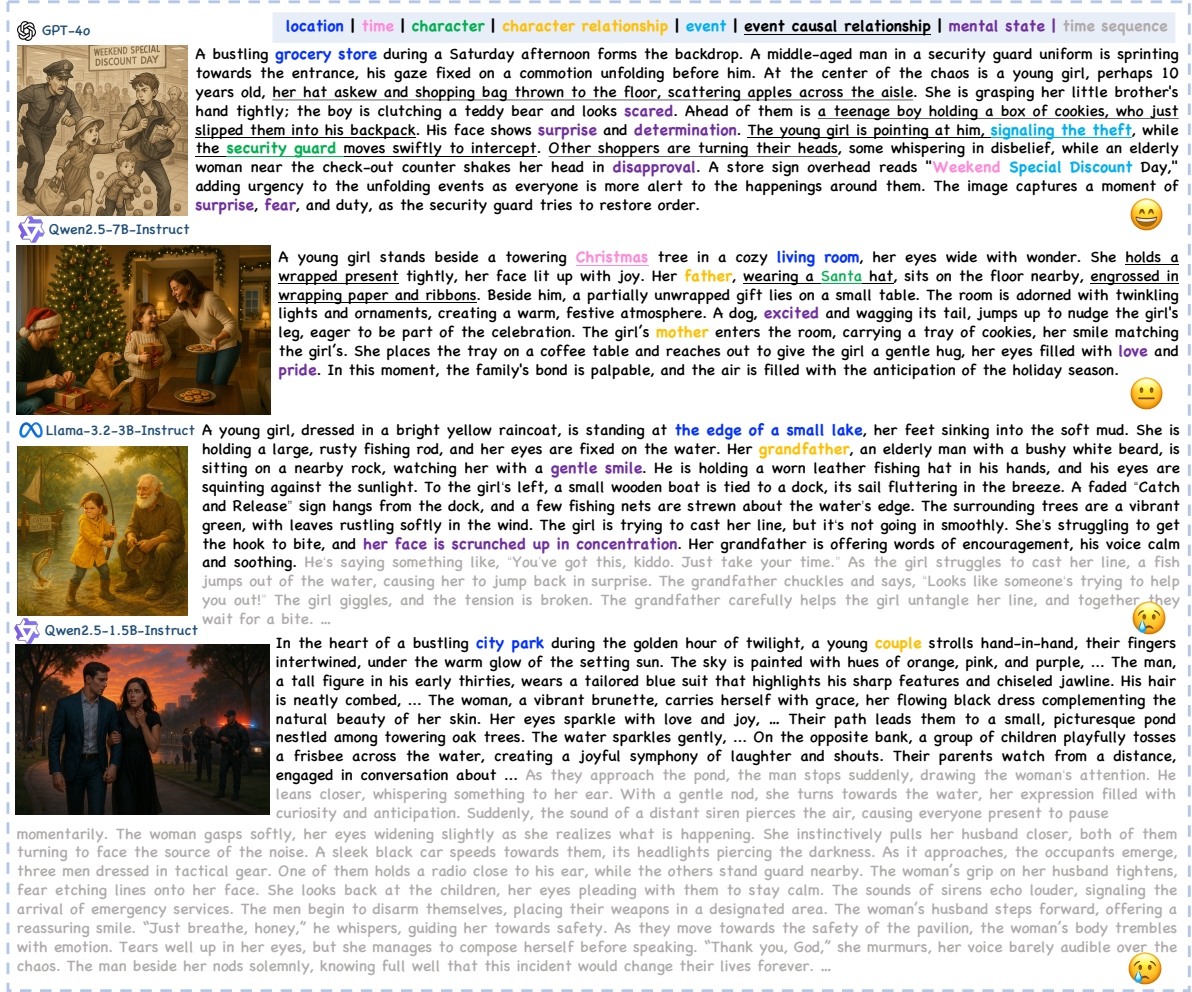 GPT-4o
location | time | character | character relationship | event | event causal relationship | mental state | time sequence
WEEKEND SPECIAL
DISCOUNT DAY
A bustling grocery store during a Saturday afternoon forms the backdrop. A middle-aged man in a security guard uniform is sprinting
towards the entrance, his gaze fixed on a commotion unfolding before him. At the center of the chaos is a young girl, perhaps 10
years old, her hat askew and shopping bag thrown to the floor, scattering apples across the aisle. She is grasping her little brother's
hand tightly; the boy is clutching a teddy bear and looks scared. Ahead of them is a teenage boy holding a box of cookies, who just
slipped them into his backpack. His face shows surprise and determination. The young girl is pointing at him, signaling the theft, while
the security guard moves swiftly to intercept. Other shoppers are turning their heads, some whispering in disbelief, while an elderly
woman near the check-out counter shakes her head in disapproval. A store sign overhead reads "Weekend Special Discount Day,"
adding urgency to the unfolding events as everyone is more alert to the happenings around them. The image captures a moment of
surprise, fear, and duty, as the security guard tries to restore order.
Qwen2.5-7B-Instruct
A young girl stands beside a towering Christmas tree in a cozy living room, her eyes wide with wonder. She holds a
wrapped present tightly, her face lit up with joy. Her father, wearing a Santa hat, sits on the floor nearby, engrossed in
wrapping paper and ribbons. Beside him, a partially unwrapped gift lies on a small table. The room is adorned with twinkling
lights and ornaments, creating a warm, festive atmosphere. A dog, excited and wagging its tail, jumps up to nudge the girl's
leg, eager to be part of the celebration. The girl's mother enters the room, carrying a tray of cookies, her smile matching
the girl's. She places the tray on a coffee table and reaches out to give the girl a gentle hug, her eyes filled with love and
pride. In this moment, the family's bond is palpable, and the air is filled with the anticipation of the holiday season.
Llama-3.2-3B-Instruct
A young girl, dressed in a bright yellow raincoat, is standing at the edge of a small lake, her feet sinking into the soft mud. She is
holding a large, rusty fishing rod, and her eyes are fixed on the water. Her grandfather, an elderly man with a bushy white beard, is
sitting on a nearby rock, watching her with a gentle smile. He is holding a worn leather fishing hat in his hands, and his eyes are
squinting against the sunlight. To the girl's left, a small wooden boat is tied to a dock, its sail fluttering in the breeze. A faded "Catch
and Release" sign hangs from the dock, and a few fishing nets are strewn about the water's edge. The surrounding trees are a vibrant
green, with leaves rustling softly in the wind. The girl is trying to cast her line, but it's not going in smoothly. She's struggling to get
the hook to bite, and her face is scrunched up in concentration. Her grandfather is offering words of encouragement, his voice calm
and soothing. He's saying something like, "You've got this, kiddo. Just take your time." As the girl struggles to cast her line, a fish
jumps out of the water, causing her to jump back in surprise. The grandfather chuckles and says, "Looks like someone's trying to help
you out!" The girl giggles, and the tension is broken. The grandfather carefully helps the girl untangle her line, and together they
wait for a bite. ...
Qwen2.5-1.5B-Instruct
In the heart of a bustling city park during the golden hour of twilight, a young couple strolls hand-in-hand, their fingers
intertwined, under the warm glow of the setting sun. The sky is painted with hues of orange, pink, and purple, ... The man,
a tall figure in his early thirties, wears a tailored blue suit that highlights his sharp features and chiseled jawline. His hair
is neatly combed, ... The woman, a vibrant brunette, carries herself with grace, her flowing black dress complementing the
natural beauty of her skin. Her eyes sparkle with love and joy, ... Their path leads them to a small, picturesque pond
nestled among towering oak trees. The water sparkles gently, ... On the opposite bank, a group of children playfully tosses
a frisbee across the water, creating a joyful symphony of laughter and shouts. Their parents watch from a distance,
engaged in conversation about ... As they approach the pond, the man stops suddenly, drawing the woman's attention. He
leans closer, whispering something to her ear. With a gentle nod, she turns towards the water, her expression filled with
curiosity and anticipation. Suddenly, the sound of a distant siren pierces the air, causing everyone present to pause
momentarily. The woman gasps softly, her eyes widening slightly as she realizes what is happening. She instinctively pulls her husband closer, both of them
turning to face the source of the noise. A sleek black car speeds towards them, its headlights piercing the darkness. As it approaches, the occupants emerge,
three men dressed in tactical gear. One of them holds a radio close to his ear, while the others stand guard nearby. The woman's grip on her husband tightens,
fear etching lines onto her face. She looks back at the children, her eyes pleading with them to stay calm. The sounds of sirens echo louder, signaling the
arrival of emergency services. The men begin to disarm themselves, placing their weapons in a designated area. The woman's husband steps forward, offering a
reassuring smile. "Just breathe, honey," he whispers, guiding her towards safety. As they move towards the safety of the pavilion, the woman's body trembles
with emotion. Tears well up in her eyes, but she manages to compose herself before speaking. "Thank you, God," she murmurs, her voice barely audible over the
chaos. The man beside her nods solemnly, knowing full well that this incident would change their lives forever. ...